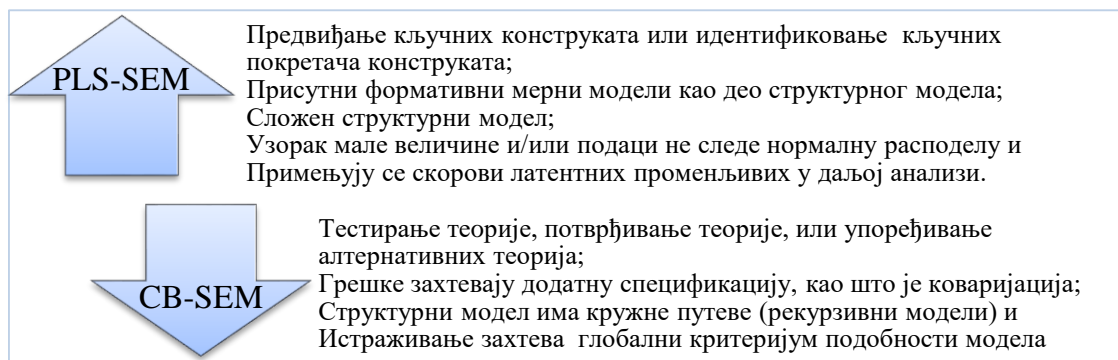 PLS-SEM
Предвиђање кључних конструката или идентификовање кључних
покретача конструката;
Присутни формативни мерни модели као део структурног модела;
Сложен структурни модел;
Узорак мале величине и/или подаци не следе нормалну расподелу и
Примењују се скорови латентних променљивих у даљој анализи.
CB-SEM
Тестирање теорије, потврђивање теорије, или упоређивање
алтернативних теорија;
Грешке захтевају додатну спецификацију, као што је коваријација;
Структурни модел има кружне путеве (рекурзивни модели) и
Истраживање захтева глобални критеријум подобности модела